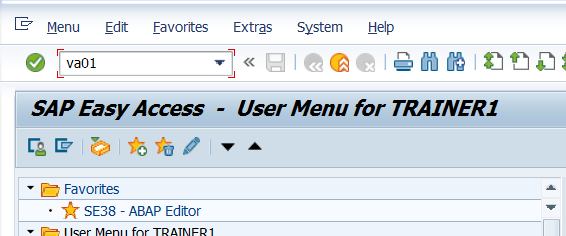 Menu Edit Favorites Extras System Help
va01
SAP Easy Access - User Menu for TRAINER1
Favorites
SE38 - ABAP Editor
User Menu for TRAINER1